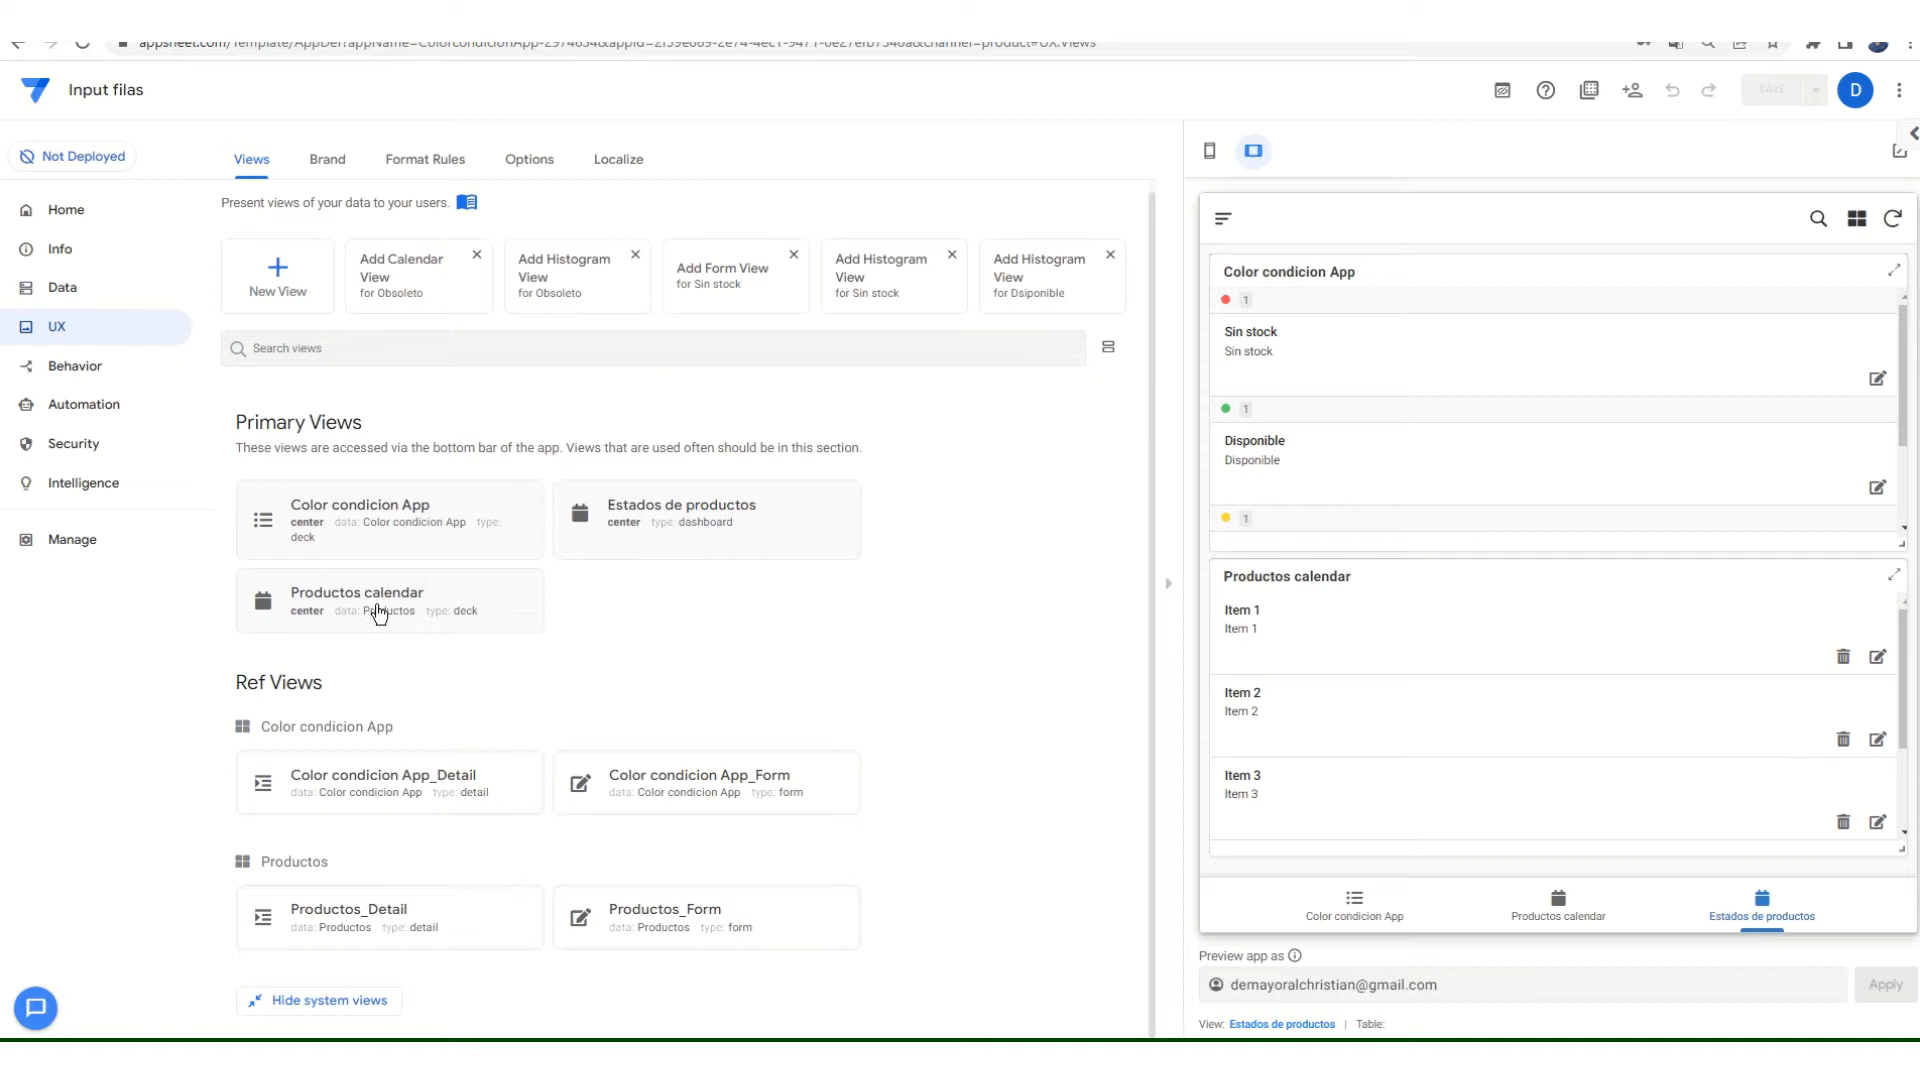 Input filas
SAVE
D
Not Deployed
Home
Info
Data
UX
Behavior
Automation
Security
Intelligence
Manage
Views
Brand
Format Rules
Options
Localize
Present views of your data to your users.
New View
Add Calendar
View
for Obsoleto
Add Histogram
View
for Obsoleto
Add Form View
for Sin stock
Add Histogram
View
for Sin stock
Add Histogram
View
for Dsiponible
Search views
Primary Views
These views are accessed via the bottom bar of the app. Views that are used often should be in this section.
Color condicion App
center data: Color condicion App type:
deck
Estados de productos
center type: dashboard
Productos calendar
center data: Productos type: deck
Ref Views
Color condicion App
Color condicion App_Detail
data: Color condicion App type: detail
Color condicion App_Form
data: Color condicion App type: form
Productos
Productos_Detail
data: Productos type: detail
Productos_Form
data: Productos type: form
Hide system views
Color condicion App
1
Sin stock
Sin stock
1
Disponible
Disponible
1
Productos calendar
Item 1
Item 1
Item 2
Item 2
Item 3
Item 3
Color condicion App
Productos calendar
Estados de productos
Preview app as
demayoralchristian@gmail.com
Apply
View: Estados de productos | Table: